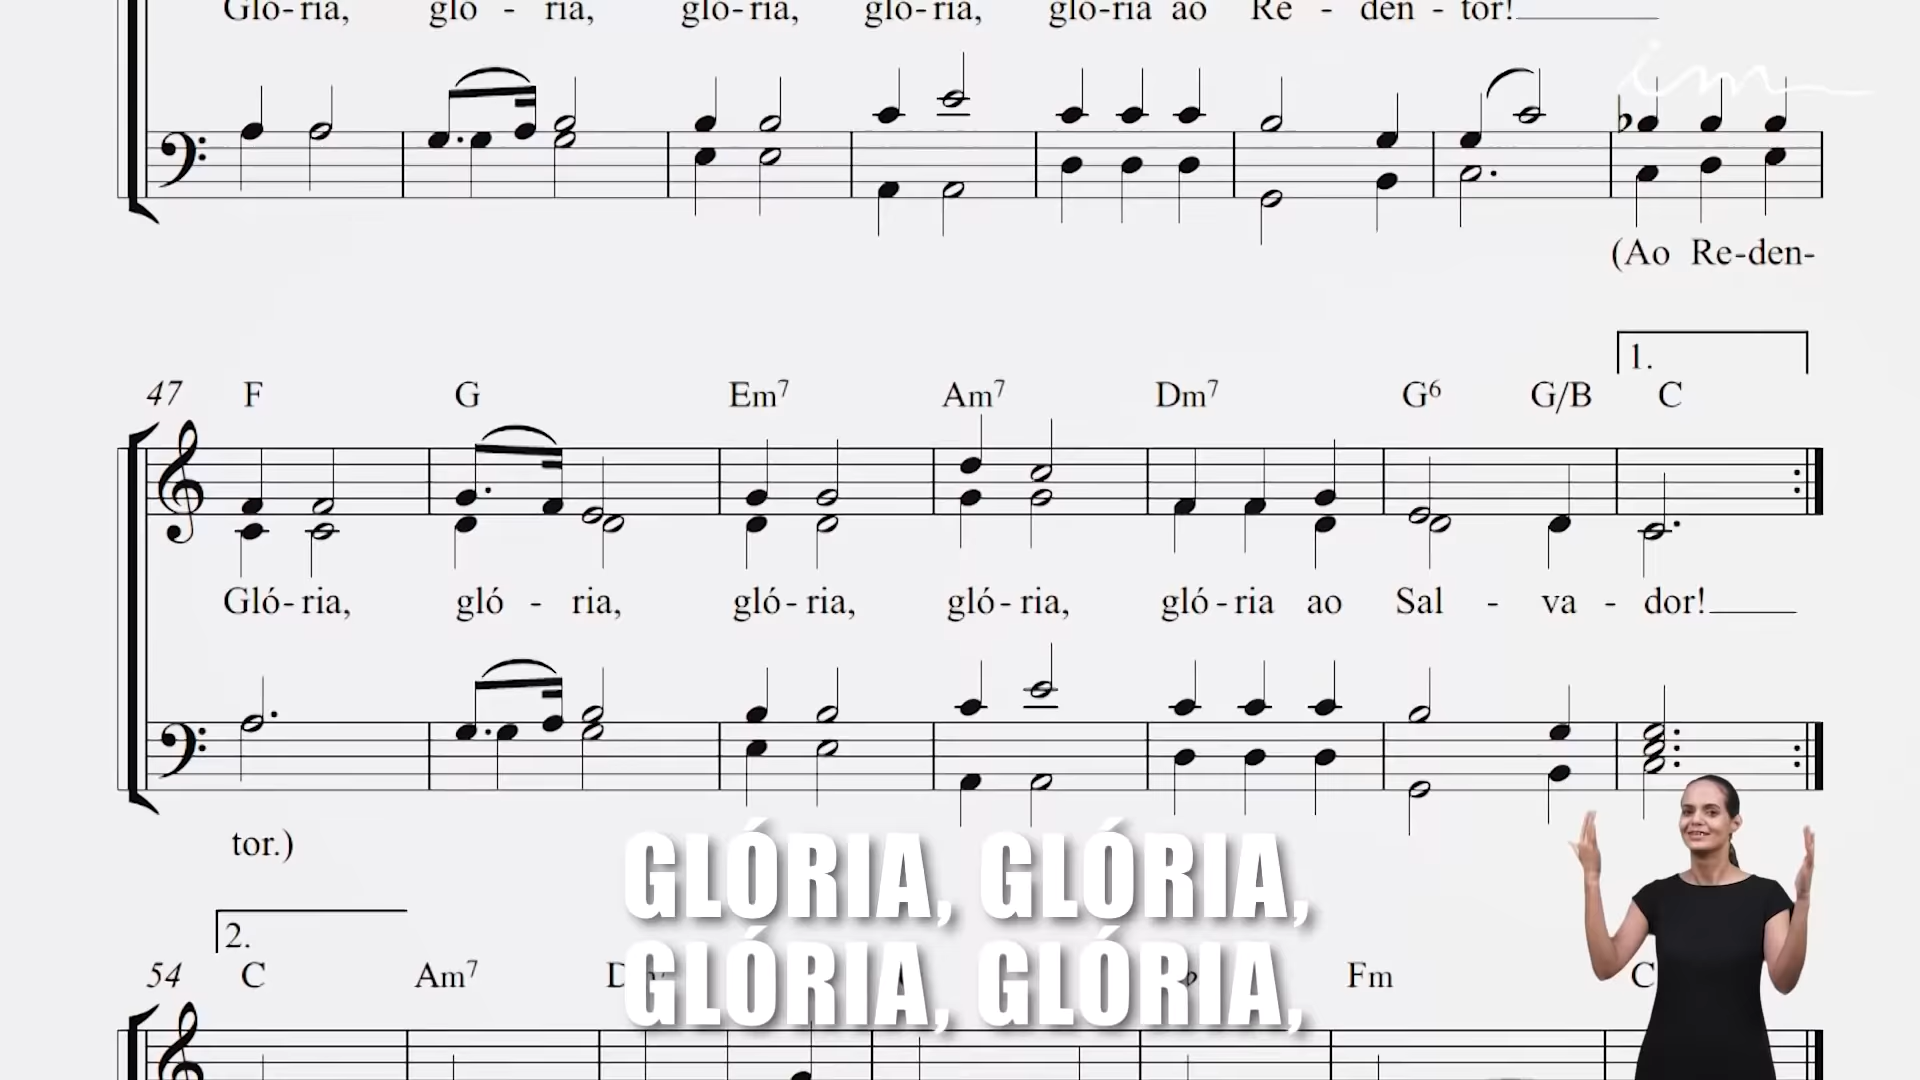 Gló-ria, gló - ria, gló-ria, gló-ria, gló-ria ao Re - den - tor!
im
(Ao Re-den-
1.
47 F G Em7 Am7 Dm7 G6 G/B C
Gló-ria, gló - ria, gló-ria, gló-ria, gló-ria ao Sal - va - dor!
tor.)
GLÓRIA, GLÓRIA,
GLÓRIA, GLÓRIA,
2.
54 C Am7 Fm